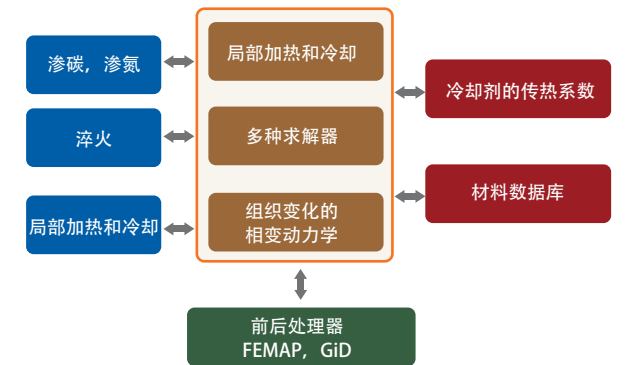 渗碳，渗氮
淬火
局部加热和冷却
局部加热和冷却
多种求解器
组织变化的
相变动力学
冷却剂的传热系数
材料数据库
前后处理器
FEMAP，GiD